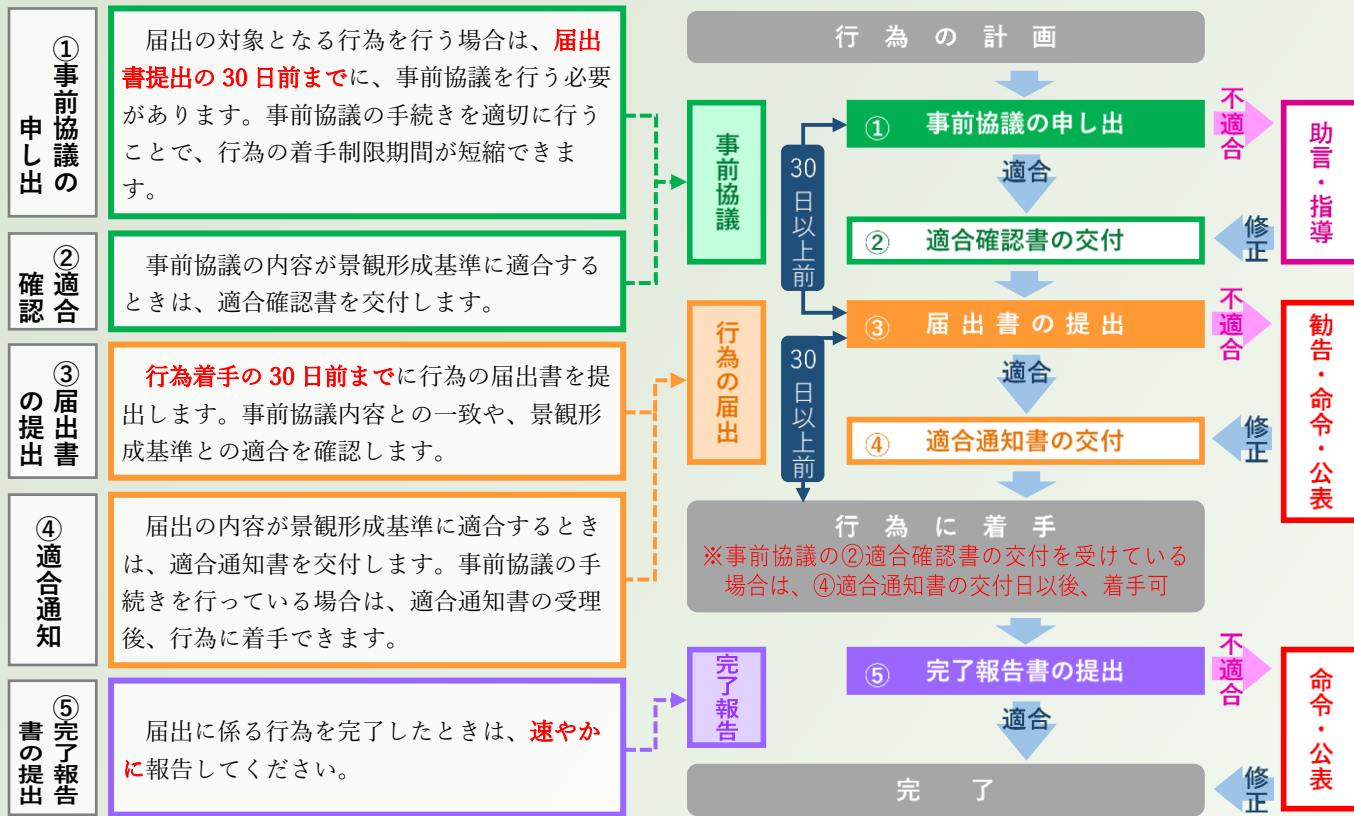 ①事前協議の
申し出
届出の対象となる行為を行う場合は、届出
書提出の 30 日前までに、事前協議を行う必要
があります。事前協議の手続きを適切に行う
ことで、行為の着手制限期間が短縮できま
す。
②適合
確認
事前協議の内容が景観形成基準に適合する
ときは、適合確認書を交付します。
③届出書
の提出
行為着手の 30 日前までに行為の届出書を提
出します。事前協議内容との一致や、景観形
成基準との適合を確認します。
④適合通知
届出の内容が景観形成基準に適合するとき
は、適合通知書を交付します。事前協議の手
続きを行っている場合は、適合通知書の受理
後、行為に着手できます。
⑤完了報告
書の提出
届出に係る行為を完了したときは、速やか
に報告してください。
事前協議
行為の届出
完了報告
行為の計画
① 事前協議の申し出
不適合
助言・指導
30日以上前
適合
② 適合確認書の交付
修正
③ 届出書の提出
不適合
勧告・命令・公表
30日以上前
適合
④ 適合通知書の交付
修正
行為に着手
※事前協議の②適合確認書の交付を受けている
場合は、④適合通知書の交付日以後、着手可
⑤ 完了報告書の提出
不適合
命令・公表
適合
完了
修正